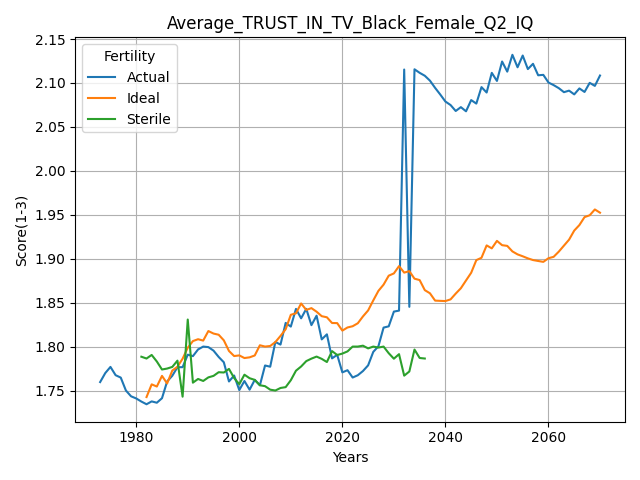 Average_TRUST_IN_TV_Black_Female_Q2_IQ
Fertility
Actual
Ideal
Sterile
Score(1-3)
2.15
2.10
2.05
2.00
1.95
1.90
1.85
1.80
1.75
1980 2000 2020 2040 2060
Years